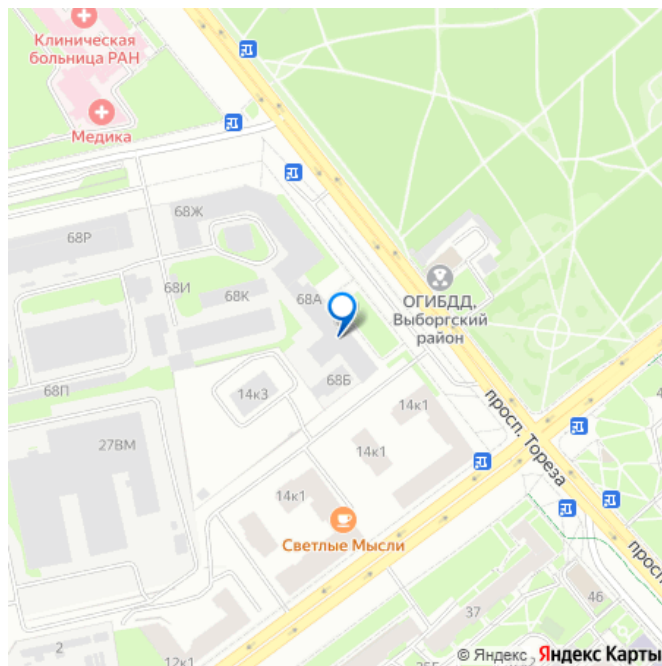 Клиническая
больница РАН
Медика
68Ж
68Р
68И
68К
68А
ОГИБДД,
Выборгский
район
68Б
68П
14к3
14к1
просп. Тореза
27ВМ
14к1
14к1
Светлые Мысли
просп
37
46
2
12к1
© Яндекс
Яндекс Карты